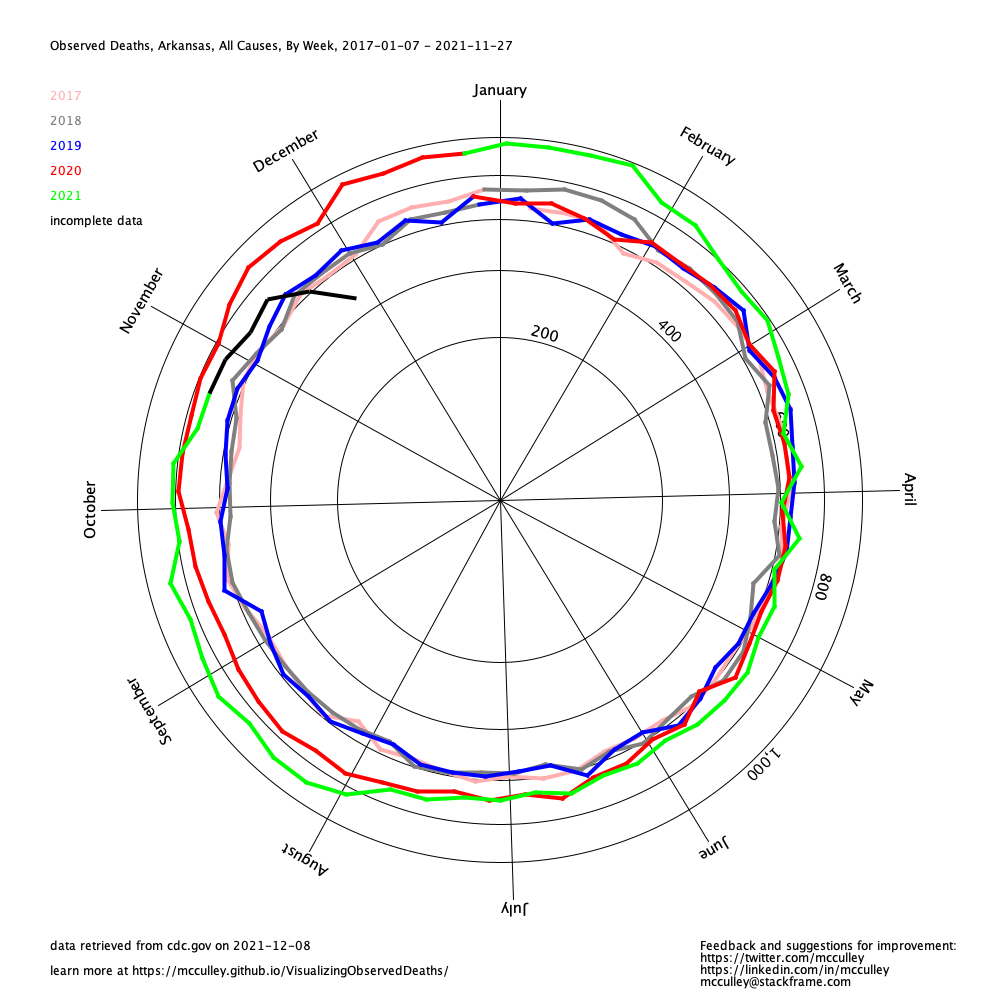 Observed Deaths, Arkansas, All Causes, By Week, 2017-01-07 - 2021-11-27
January
2017
2018
2019
2020
2021
incomplete data
December
February
November
March
200
400
October
April
800
September
May
1,000
August
June
July
data retrieved from cdc.gov on 2021-12-08
learn more at https://mcculley.github.io/VisualizingObservedDeaths/
Feedback and suggestions for improvement:
https://twitter.com/mcculley
https://linkedin.com/in/mcculley
mcculley@stackframe.com